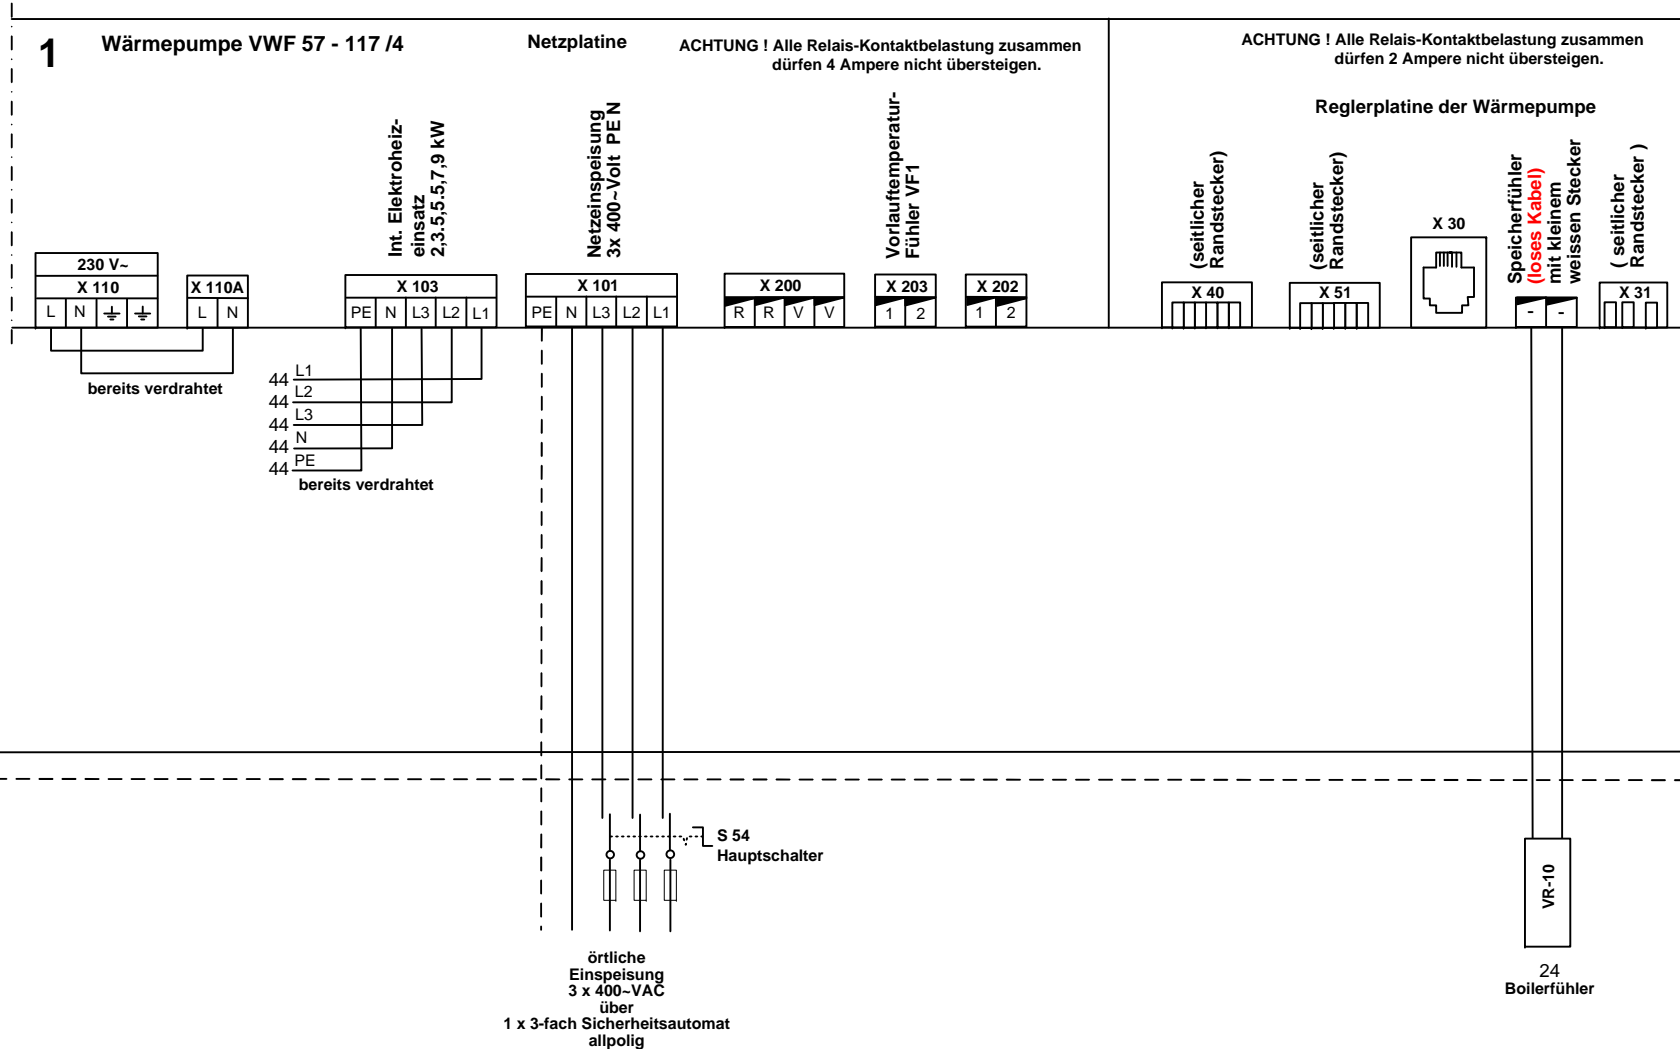 1
Wärmepumpe VWF 57 - 117 /4
Netzplatine
ACHTUNG ! Alle Relais-Kontaktbelastung zusammen
dürfen 4 Ampere nicht übersteigen.
ACHTUNG ! Alle Relais-Kontaktbelastung zusammen
dürfen 2 Ampere nicht übersteigen.
Reglerplatine der Wärmepumpe
Int. Elektroheiz-
einsatz
2,3.5,5.5,7,9 kW
Netzeinspeisung
3x 400~Volt PE N
Vorlauftemperatur-
Fühler VF1
(seitlicher
Randstecker)
(seitlicher
Randstecker)
X 30
Speicherfühler
(loses Kabel)
mit kleinem
weissen Stecker
( seitlicher
Randstecker )
230 V~
X 110
L N
X 110A
L N
X 103
PE N L3 L2 L1
X 101
PE N L3 L2 L1
X 200
R R V V
X 203
1 2
X 202
1 2
X 40
X 51
- -
X 31
bereits verdrahtet
44 L1
44 L2
44 L3
44 N
44 PE
bereits verdrahtet
S 54
Hauptschalter
örtliche
Einspeisung
3 x 400~VAC
über
1 x 3-fach Sicherheitsautomat
allpolig
VR-10
24
Boilerfühler